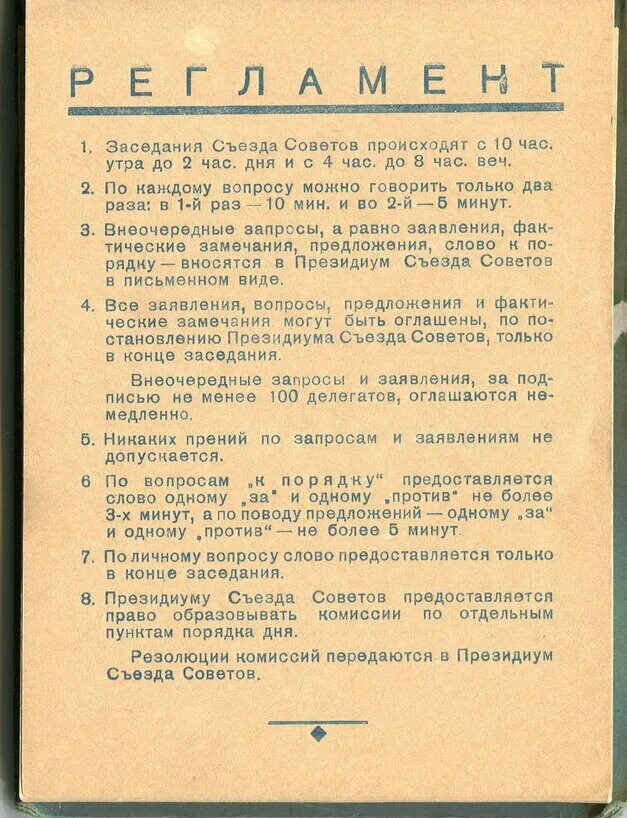 РЕГЛАМЕНТ
1. Заседания Съезда Советов происходят с 10 час.
утра до 2 час. дня и с 4 час. до 8 час. веч.
2. По каждому вопросу можно говорить только два
раза: в 1-й раз — 10 мин. и во 2-й — 5 минут.
3. Внеочередные запросы, а равно заявления, фак-
тические замечания, предложения, слово к по-
рядку — вносятся в Президиум Съезда Советов
в письменном виде.
4. Все заявления, вопросы, предложения и факти-
ческие замечания могут быть оглашены, по по-
становлению Президиума Съезда Советов, только
в конце заседания.
Внеочередные запросы и заявления, за под-
писью не менее 100 делегатов, оглашаются не-
медленно.
5. Никаких прений по запросам и заявлениям не
допускается.
6 По вопросам „к порядку“ предоставляется
слово одному „за“ и одному „против“ не более
3-х минут, а по поводу предложений — одному „за“
и одному „против“ — не более 5 минут.
7. По личному вопросу слово предоставляется только
в конце заседания.
8. Президиуму Съезда Советов предоставляется
право образовывать комиссии по отдельным
пунктам порядка дня.
Резолюции комиссий передаются в Президиум
Съезда Советов.